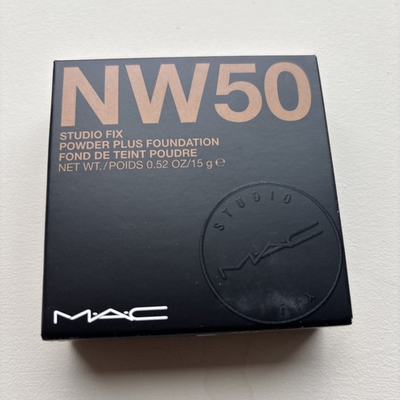 NW50
STUDIO FIX
POWDER PLUS FOUNDATION
FOND DE TEINT POUDRE
NET WT./POIDS 0.52 OZ/15 g ℮
STUDIO
M·A·C
FIX
M·A·C